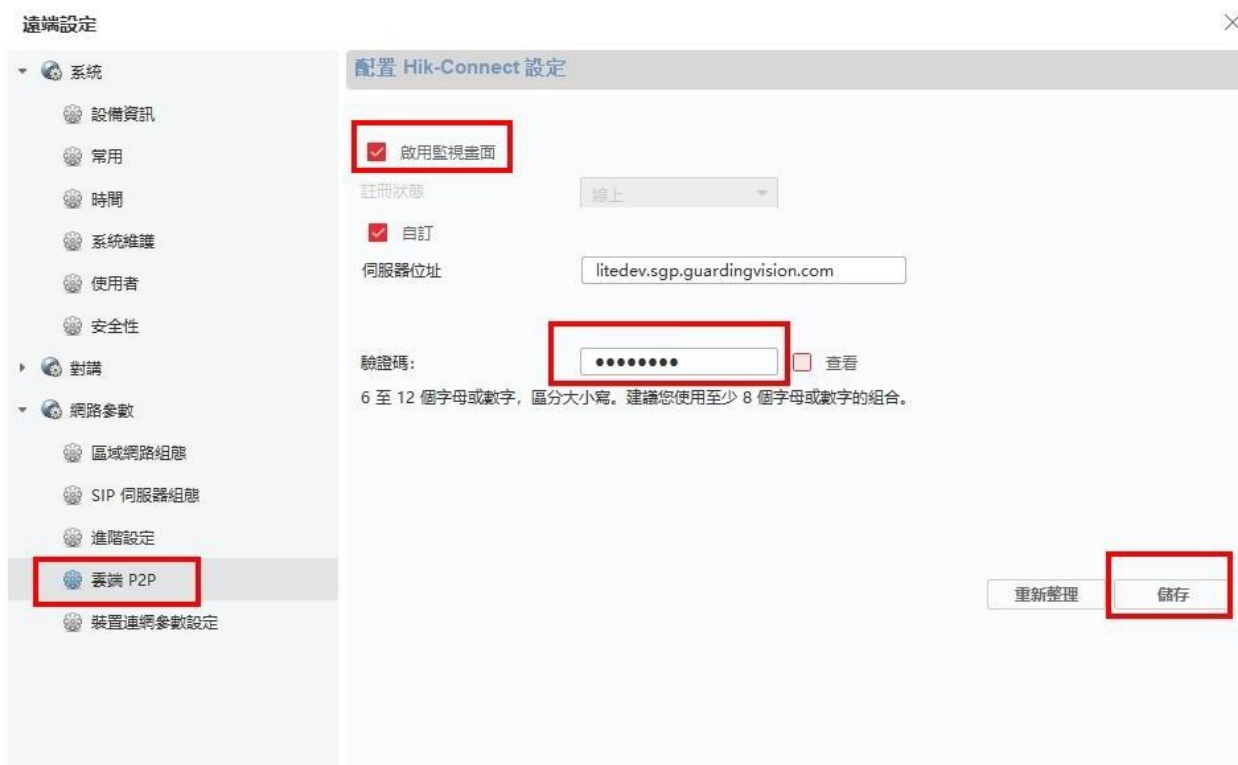 遠端設定
系統
設備資訊
常用
時間
系統維護
使用者
安全性
對講
網路參數
區域網路組態
SIP 伺服器組態
進階設定
雲端 P2P
裝置連網參數設定
配置 Hik-Connect 設定
啟用監視畫面
註冊狀態
線上
自訂
伺服器位址
litedev.sgp.guardingvision.com
驗證碼:
••••••••
查看
6 至 12 個字母或數字, 區分大小寫。建議您使用至少 8 個字母或數字的組合。
重新整理
儲存